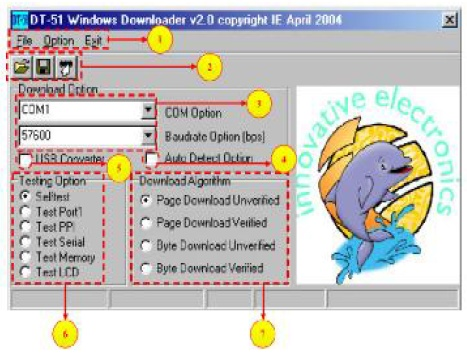 DT-51 Windows Downloader v2.0 copyright IE April 2004
File Option Exit
1
2
Download Option
COM1
COM Option
3
57600
Baudrate Option (bps)
USB Converter
5
Auto Detect Option
4
Testing Option
Selftest
Test Port1
Test PPI
Test Serial
Test Memory
Test LCD
Download Algorithm
Page Download Unverified
Page Download Verified
Byte Download Unverified
Byte Download Verified
innovative electronics
6
7